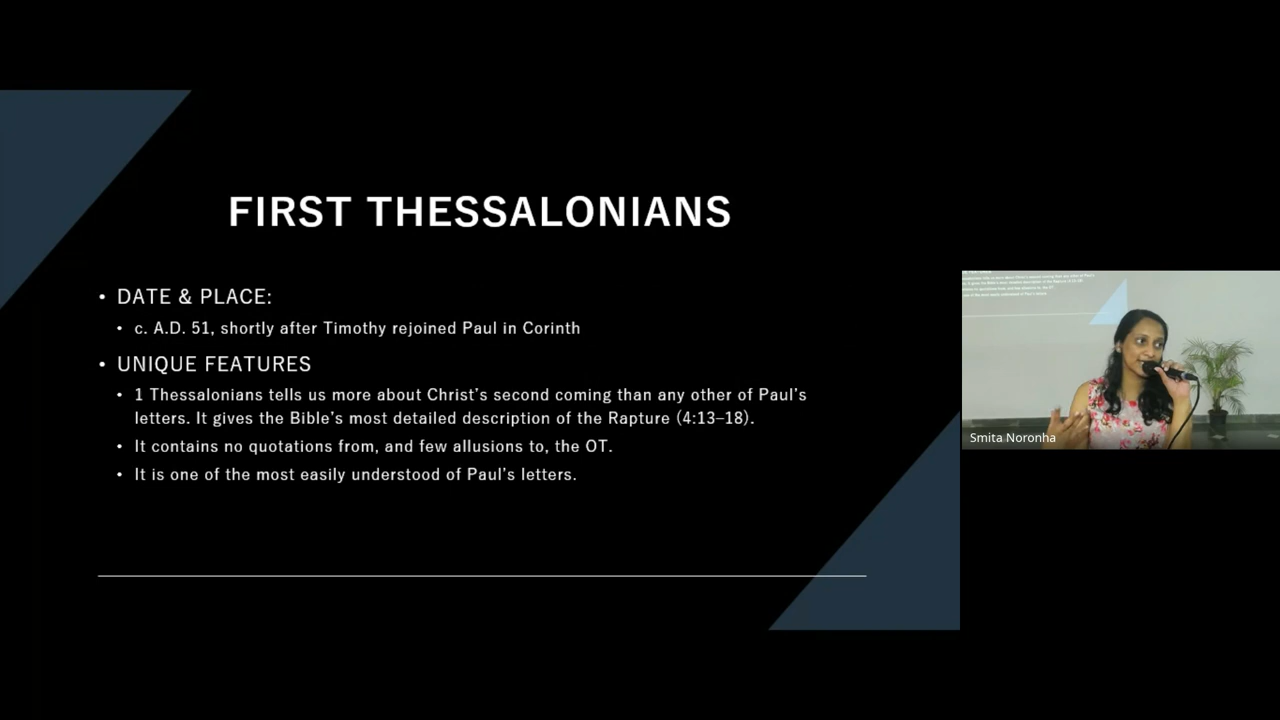 FIRST THESSALONIANS
• DATE & PLACE:
• c. A.D. 51, shortly after Timothy rejoined Paul in Corinth
• UNIQUE FEATURES
• 1 Thessalonians tells us more about Christ’s second coming than any other of Paul’s
letters. It gives the Bible’s most detailed description of the Rapture (4:13–18).
• It contains no quotations from, and few allusions to, the OT.
• It is one of the most easily understood of Paul’s letters.
Smita Noronha